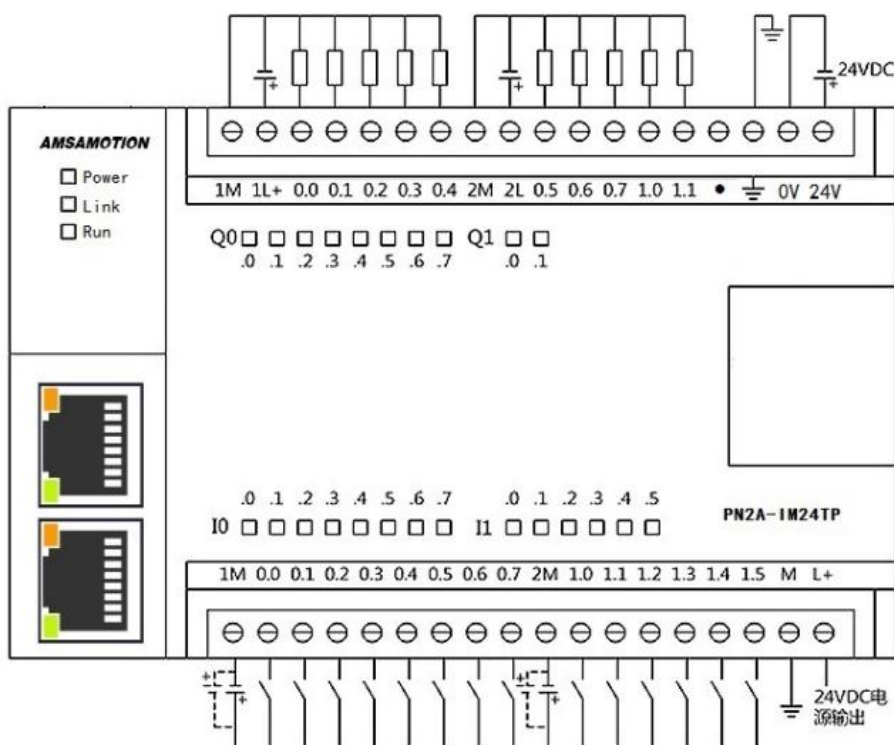 24VDC
AMSAMOTION
Power
Link
Run
1M 1L+ 0.0 0.1 0.2 0.3 0.4 2M 2L 0.5 0.6 0.7 1.0 1.1 • ⏚ 0V 24V
Q0 Q1
.0 .1 .2 .3 .4 .5 .6 .7 .0 .1
.0 .1 .2 .3 .4 .5 .6 .7 .0 .1 .2 .3 .4 .5
I0 I1
PN2A-IM24TP
1M 0.0 0.1 0.2 0.3 0.4 0.5 0.6 0.7 2M 1.0 1.1 1.2 1.3 1.4 1.5 M L+
24VDC电
源输出